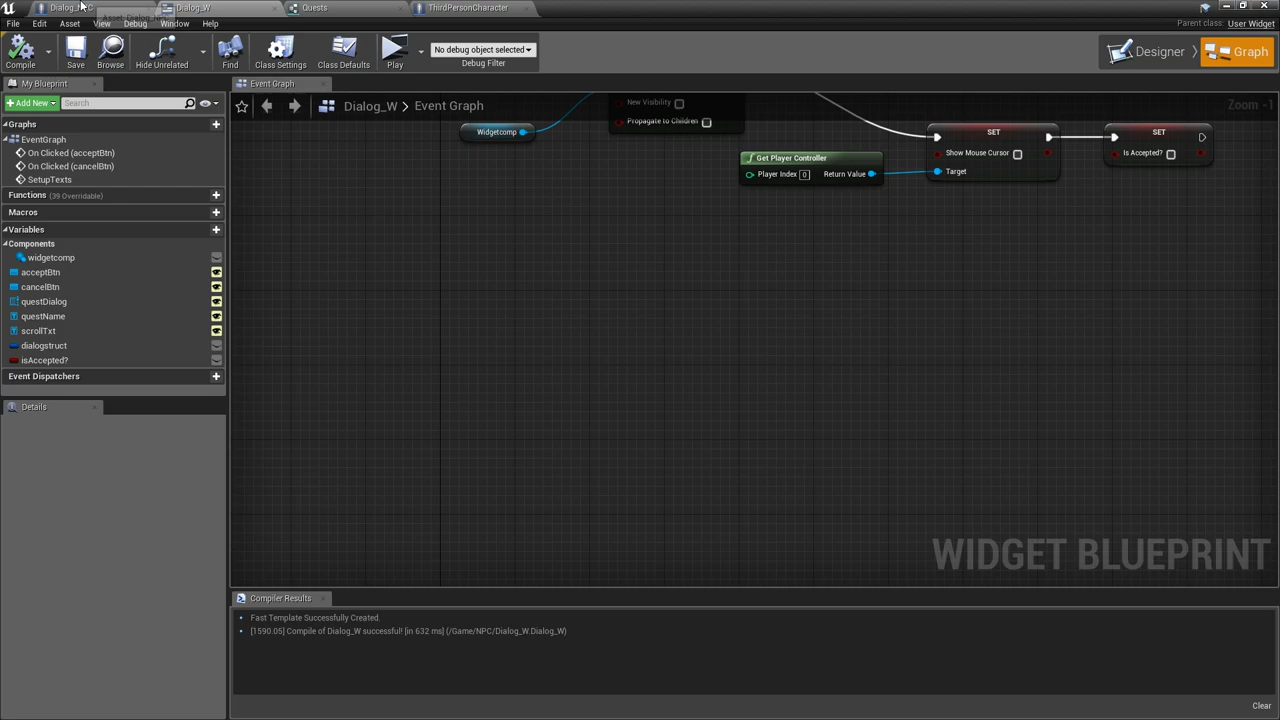 Dialog_NPC
Dialog_W
Quests
ThirdPersonCharacter
File
Edit
Asset
View
Debug
Window
Help
Asset: Dialog_NPC
Parent class:
User Widget
Compile
Save
Browse
Hide Unrelated
Find
Class Settings
Class Defaults
Play
No debug object selected
Debug Filter
Designer
Graph
My Blueprint
Event Graph
Add New
Search
Dialog_W > Event Graph
Zoom -1
Graphs
EventGraph
On Clicked (acceptBtn)
On Clicked (cancelBtn)
SetupTexts
Functions (39 Overridable)
Macros
Variables
Components
widgetcomp
acceptBtn
cancelBtn
questDialog
questName
scrollTxt
dialogstruct
isAccepted?
Event Dispatchers
Details
New Visibility
Propagate to Children
Widgetcomp
Get Player Controller
Player Index 0
Return Value
SET
Show Mouse Cursor
Target
SET
Is Accepted?
WIDGET BLUEPRINT
Compiler Results
Fast Template Successfully Created.
[1590.05] Compile of Dialog_W successful! [in 632 ms] (/Game/NPC/Dialog_W.Dialog_W)
Clear